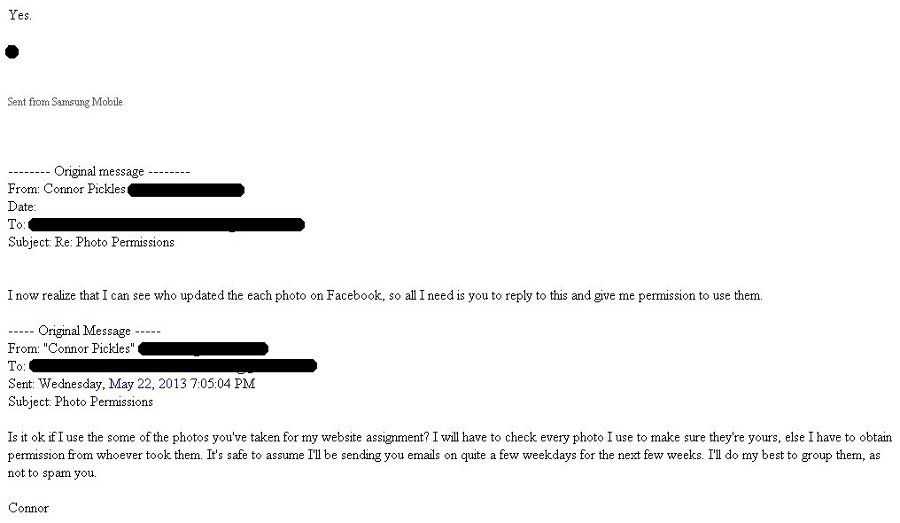 Yes.
Sent from Samsung Mobile
-------- Original message --------
From: Connor Pickles
Date:
To:
Subject: Re: Photo Permissions
I now realize that I can see who updated the each photo on Facebook, so all I need is you to reply to this and give me permission to use them.
----- Original Message -----
From: "Connor Pickles"
To:
Sent: Wednesday, May 22, 2013 7:05:04 PM
Subject: Photo Permissions
Is it ok if I use the some of the photos you've taken for my website assignment? I will have to check every photo I use to make sure they're yours, else I have to obtain
permission from whoever took them. It's safe to assume I'll be sending you emails on quite a few weekdays for the next few weeks. I'll do my best to group them, as
not to spam you.
Connor